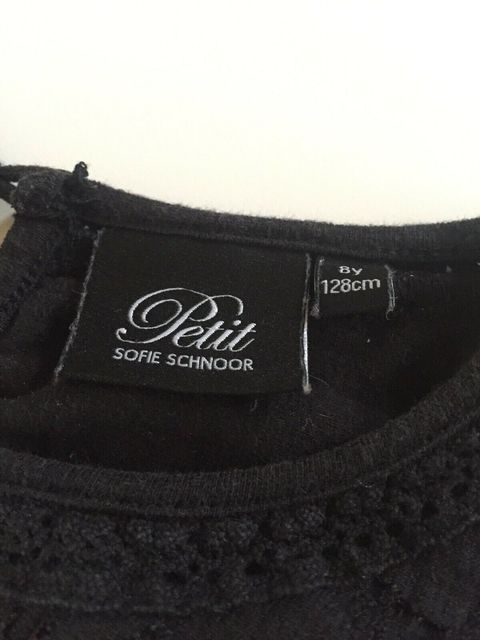 Petit
SOFIE SCHNOOR
8y
128cm